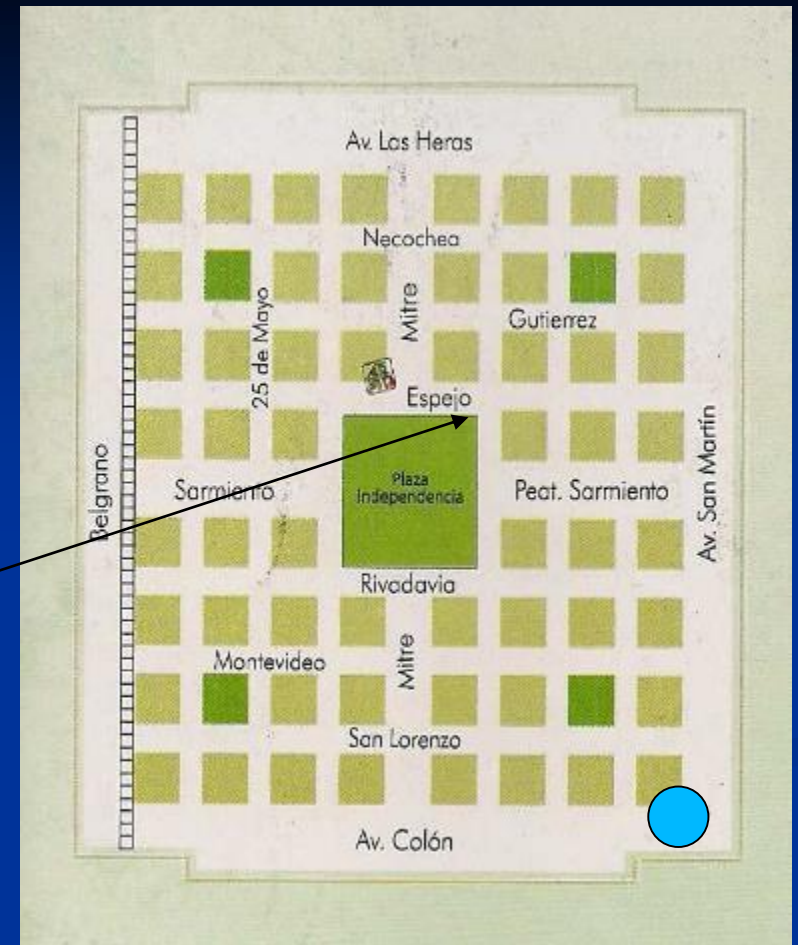 Av. Las Heras
Necochea
Mitre
Gutierrez
25 de Mayo
Espejo
Belgrano
Sarmiento
Plaza
Independencia
Peat. Sarmiento
Av. San Martín
Rivadavia
Mitre
Montevideo
San Lorenzo
Av. Colón